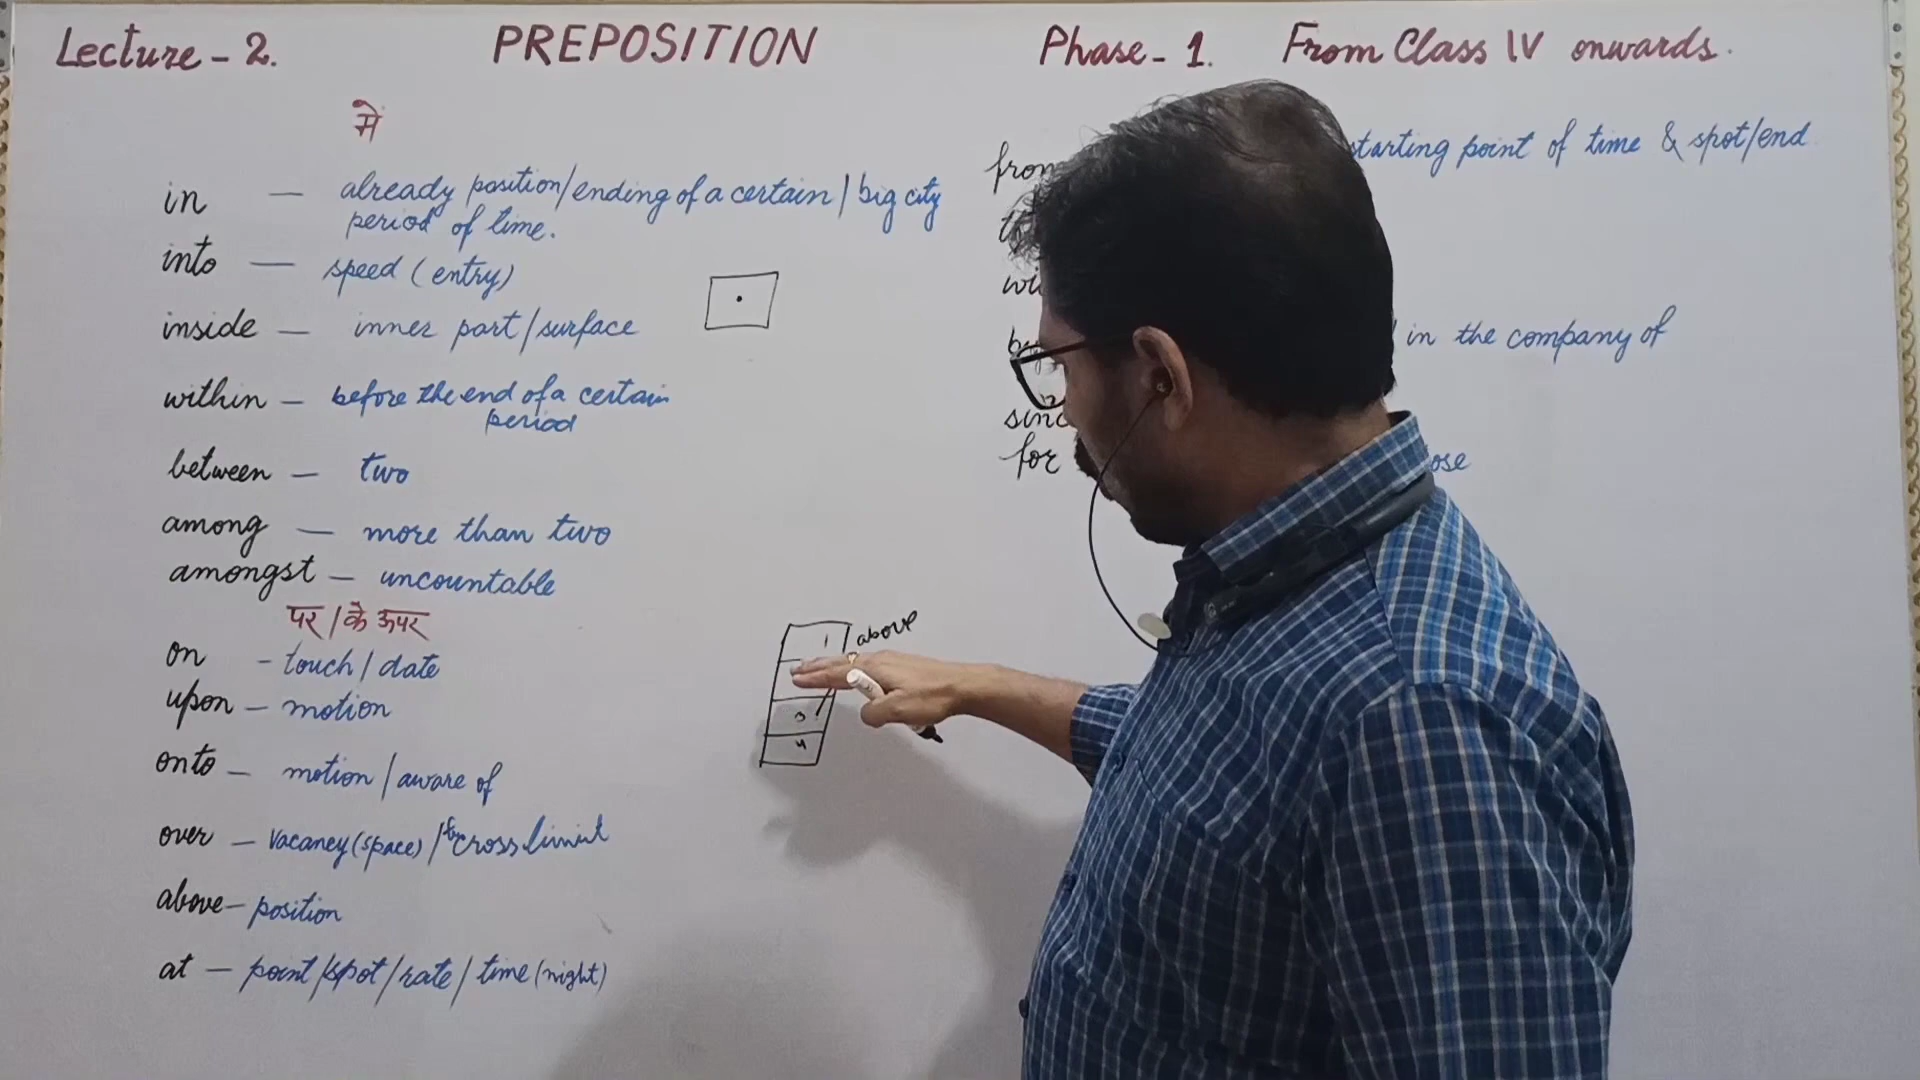 Lecture - 2. PREPOSITION Phase - 1. From Class IV onwards.
में
in — already position/ending of a certain / big city
period of time.
into — speed (entry)
inside — inner part/surface
within — before the end of a certain
period
between — two
among — more than two
amongst — uncountable
पर/के ऊपर
on - touch/date
upon - motion
onto - motion/aware of
over - vacancy(space)/ cross limit
above - position
at - point/spot/rate/time (night)
1 above
3
4
starting point of time & spot/end
in the company of
for